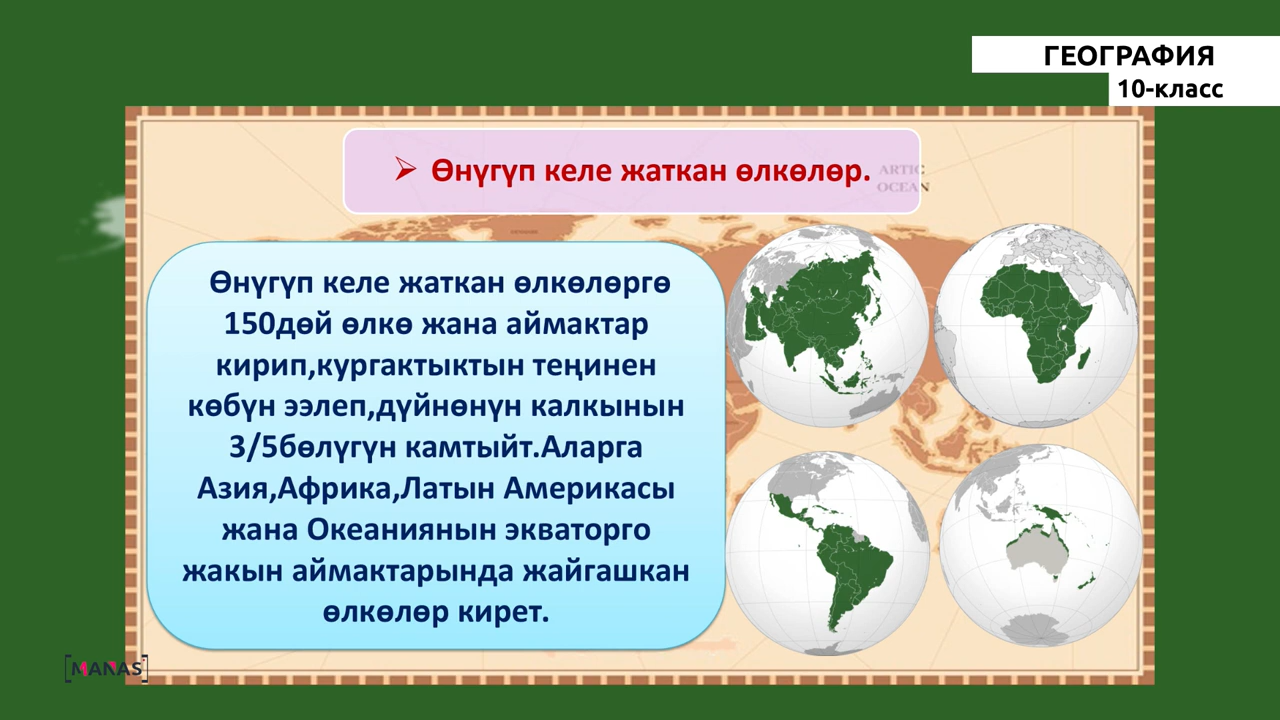 ГЕОГРАФИЯ
10-класс
Өнүгүп келе жаткан өлкөлөр.
ARTIC
OCEAN
Өнүгүп келе жаткан өлкөлөргө
150дөй өлкө жана аймактар
кирип,кургактыктын теңинен
көбүн ээлеп,дүйнөнүн калкынын
3/5бөлүгүн камтыйт.Аларга
Азия,Африка,Латын Америкасы
жана Океаниянын экваторго
жакын аймактарында жайгашкан
өлкөлөр кирет.
MANAS